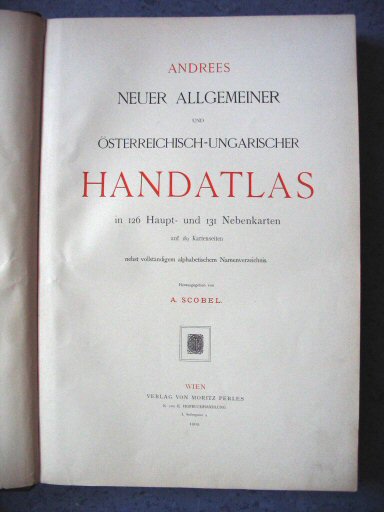 ANDREES
NEUER ALLGEMEINER
UND
ÖSTERREICHISCH-UNGARISCHER
HANDATLAS
in 126 Haupt- und 131 Nebenkarten
auf Kartenseiten
nebst vollständigem alphabetischem Namenverzeichnis.
Herausgegeben von
A. SCOBEL.
WIEN
VERLAG VON MORITZ PERLES
K. UND K. HOFBUCHHANDLUNG